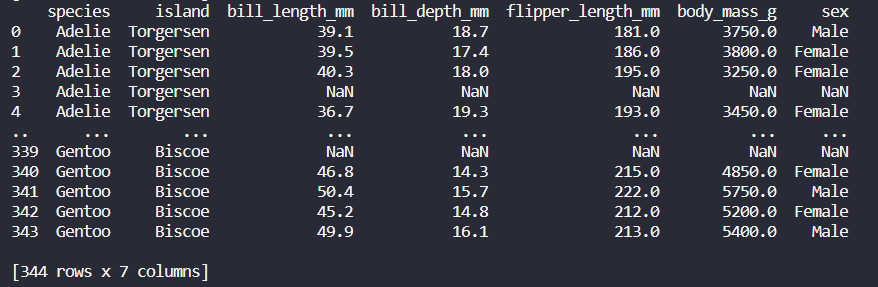 species island bill_length_mm bill_depth_mm flipper_length_mm body_mass_g sex
0 Adelie Torgersen 39.1 18.7 181.0 3750.0 Male
1 Adelie Torgersen 39.5 17.4 186.0 3800.0 Female
2 Adelie Torgersen 40.3 18.0 195.0 3250.0 Female
3 Adelie Torgersen NaN NaN NaN NaN NaN
4 Adelie Torgersen 36.7 19.3 193.0 3450.0 Female
.. ... ... ... ... ... ... ...
339 Gentoo Biscoe NaN NaN NaN NaN NaN
340 Gentoo Biscoe 46.8 14.3 215.0 4850.0 Female
341 Gentoo Biscoe 50.4 15.7 222.0 5750.0 Male
342 Gentoo Biscoe 45.2 14.8 212.0 5200.0 Female
343 Gentoo Biscoe 49.9 16.1 213.0 5400.0 Male
[344 rows x 7 columns]